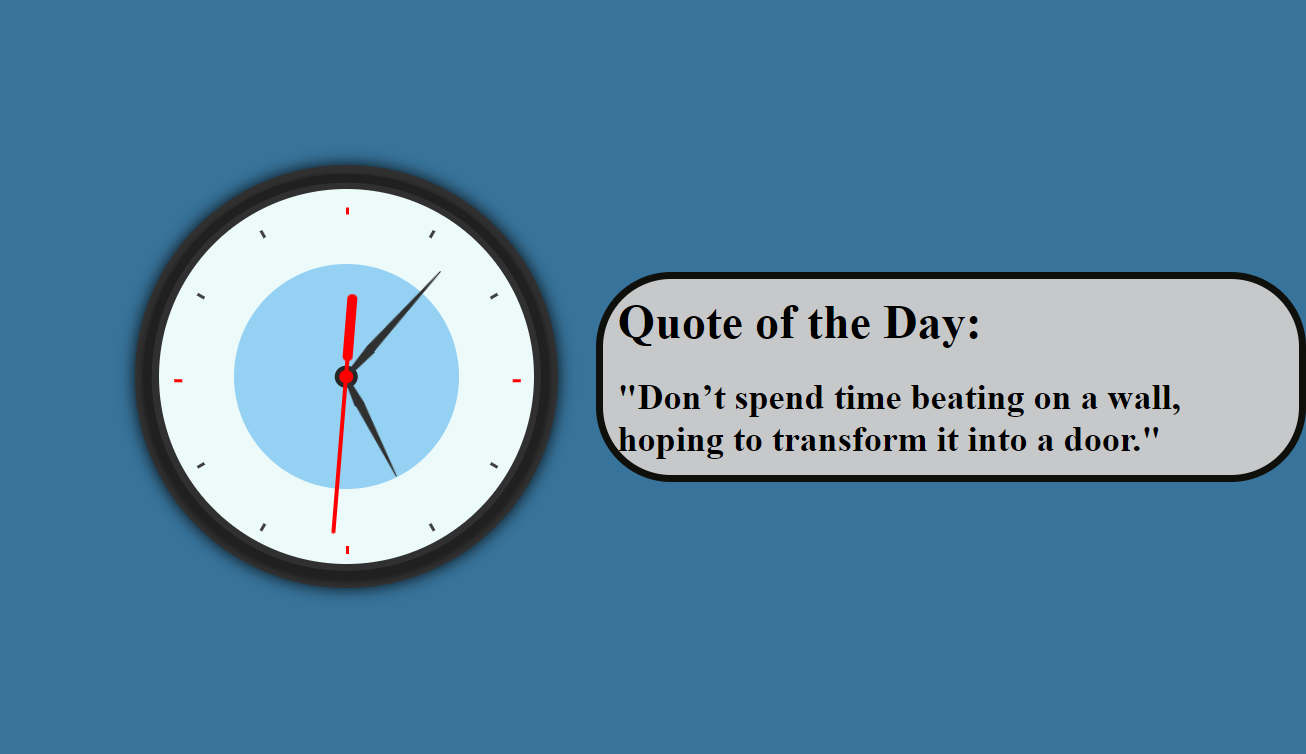 Quote of the Day:
"Don’t spend time beating on a wall,
hoping to transform it into a door."